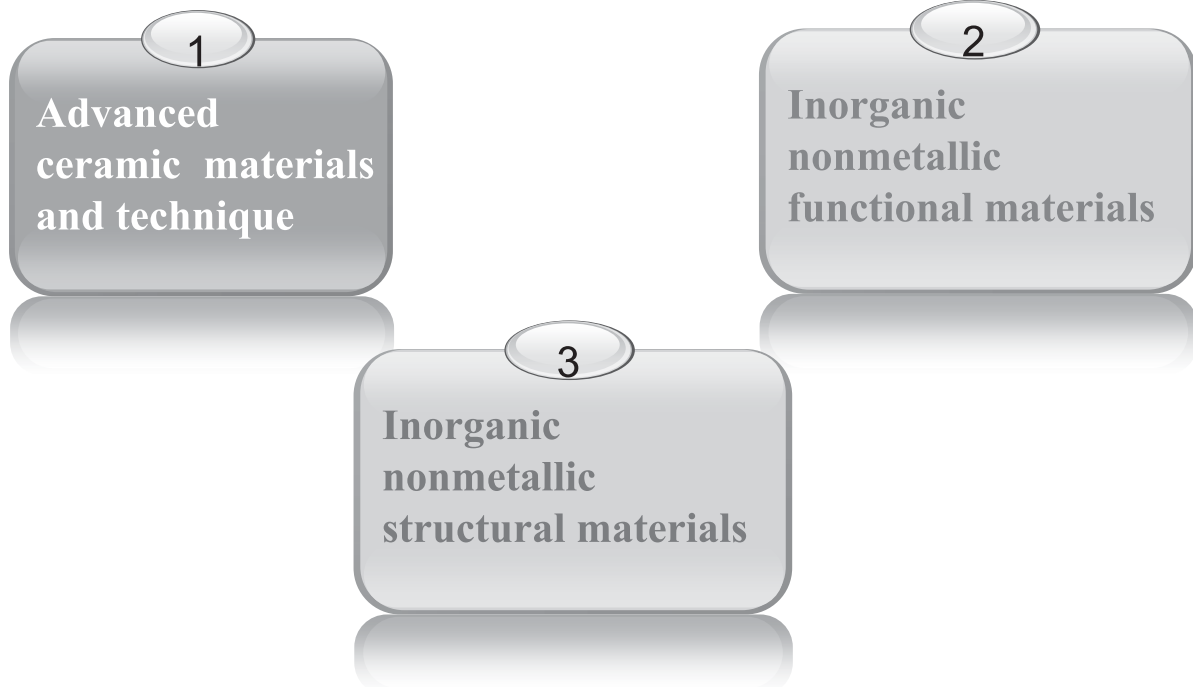 1
Advanced
ceramic materials
and technique
2
Inorganic
nonmetallic
functional materials
3
Inorganic
nonmetallic
structural materials